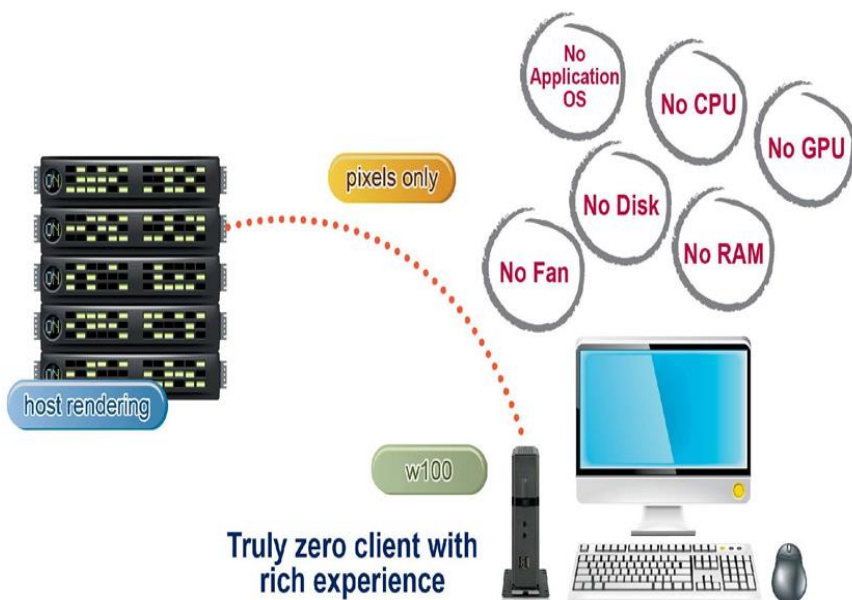 No
Application
OS
No CPU
No GPU
pixels only
No Disk
No RAM
No Fan
host rendering
w100
Truly zero client with
rich experience